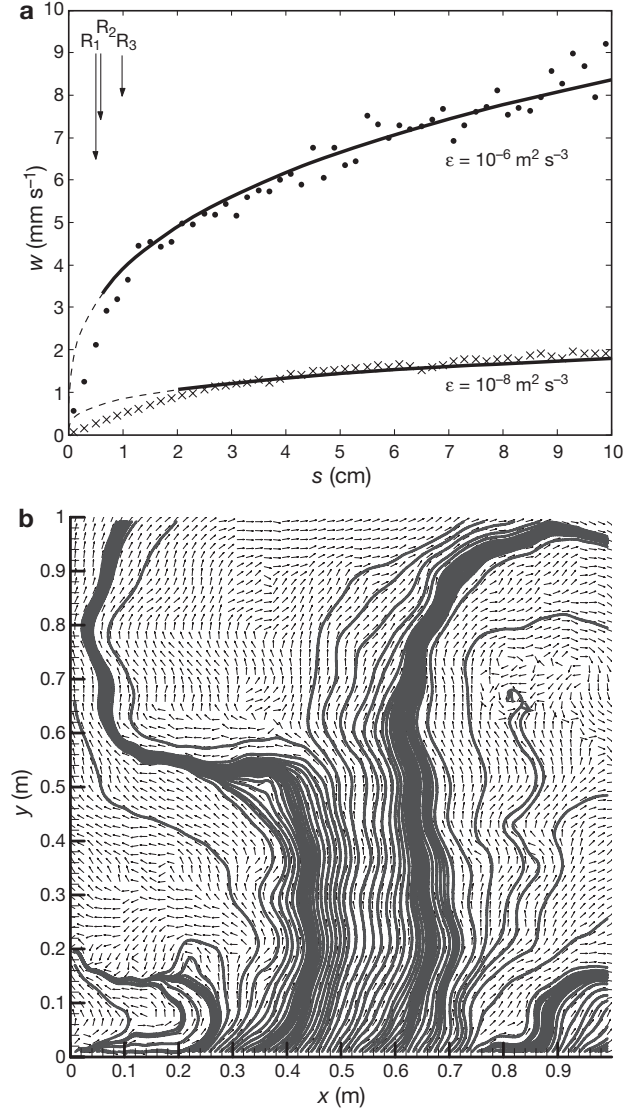 a
10
9
8
7
6
5
4
3
2
1
0
R1
R2
R3
w (mm s⁻¹)
ε = 10⁻⁶ m² s⁻³
ε = 10⁻⁸ m² s⁻³
0 1 2 3 4 5 6 7 8 9 10
s (cm)
b
1
0.9
0.8
0.7
0.6
0.5
0.4
0.3
0.2
0.1
0
y (m)
0 0.1 0.2 0.3 0.4 0.5 0.6 0.7 0.8 0.9
x (m)